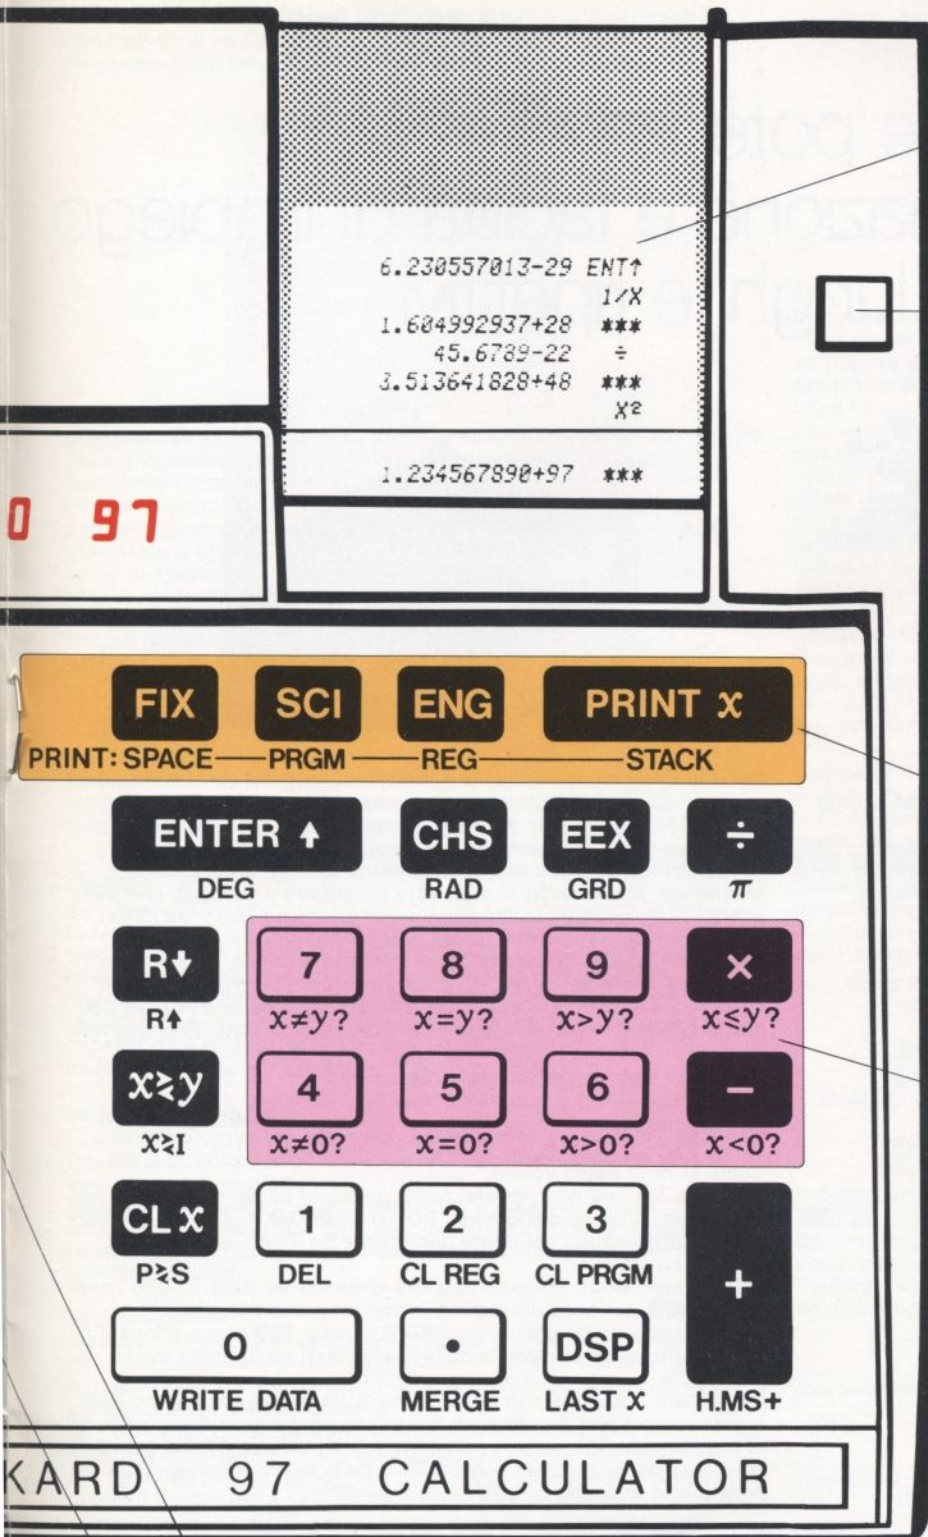 6.230557013-29 ENT↑
1/X
1.604992937+28 ***
45.6789-22 ÷
3.513641828+48 ***
X²
1.234567890+97 ***
0 97
FIX SCI ENG PRINT x
PRINT: SPACE PRGM REG STACK
ENTER ↑ CHS EEX ÷
DEG RAD GRD π
R↓ 7 8 9 ×
R↑ x≠y? x=y? x>y? x≤y?
x≷y 4 5 6 −
x≷I x≠0? x=0? x>0? x<0?
CL x 1 2 3 +
P≷S DEL CL REG CL PRGM
0 • DSP
WRITE DATA MERGE LAST x H.MS+
KARD 97 CALCULATOR